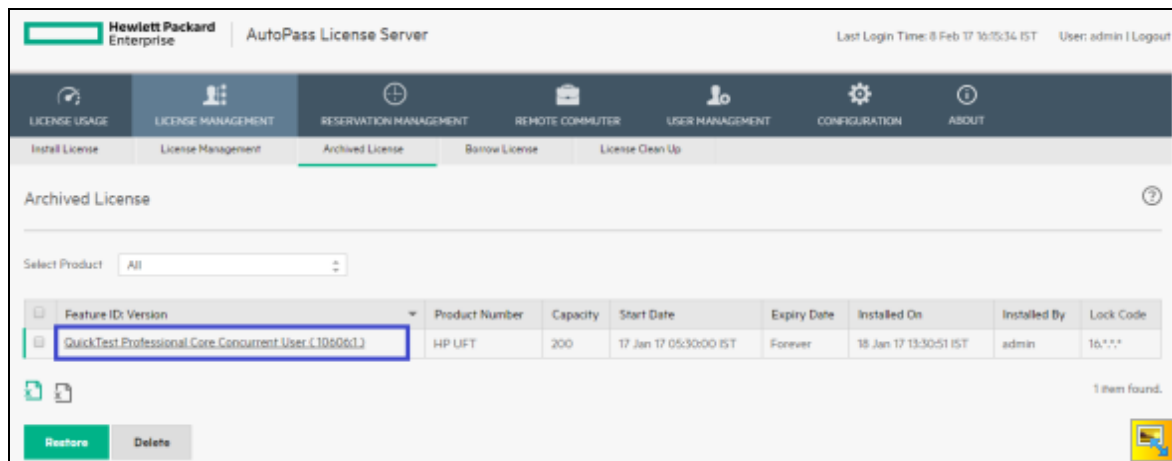 Hewlett Packard
Enterprise
AutoPass License Server
Last Login Time: 8 Feb 17 16:15:34 IST User: admin | Logout
LICENSE USAGE LICENSE MANAGEMENT RESERVATION MANAGEMENT REMOTE COMMUTER USER MANAGEMENT CONFIGURATION ABOUT
Install License License Management Archived License Borrow License License Clean Up
Archived License
Select Product All
Feature ID: Version Product Number Capacity Start Date Expiry Date Installed On Installed By Lock Code
QuickTest Professional Core Concurrent User ( 10606:1 ) HP UFT 200 17 Jan 17 05:30:00 IST Forever 18 Jan 17 13:30:51 IST admin 16.*.*.*
1 item found.
Restore Delete